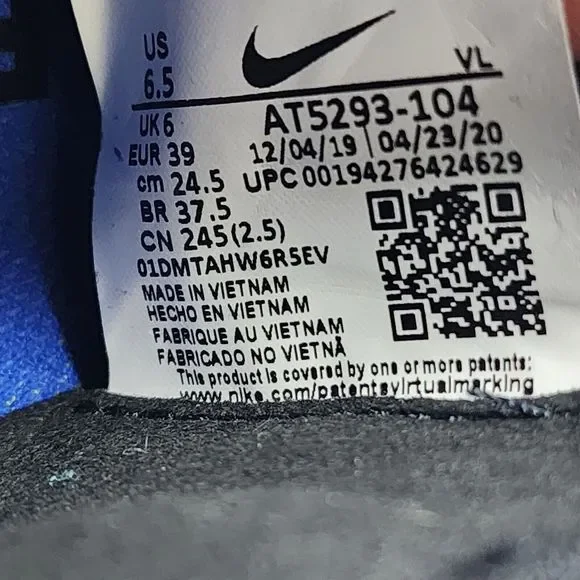 US
6.5
VL
UK 6
AT5293-104
EUR 39
12/04/19 | 04/23/20
cm 24.5
UPC 00194276424629
BR 37.5
CN 245(2.5)
01DMTAHW6R5EV
MADE IN VIETNAM
HECHO EN VIETNAM
FABRIQUE AU VIETNAM
FABRICADO NO VIETNÃ
This product is covered by one or more patents:
www.nike.com/patentsvirtualmarking